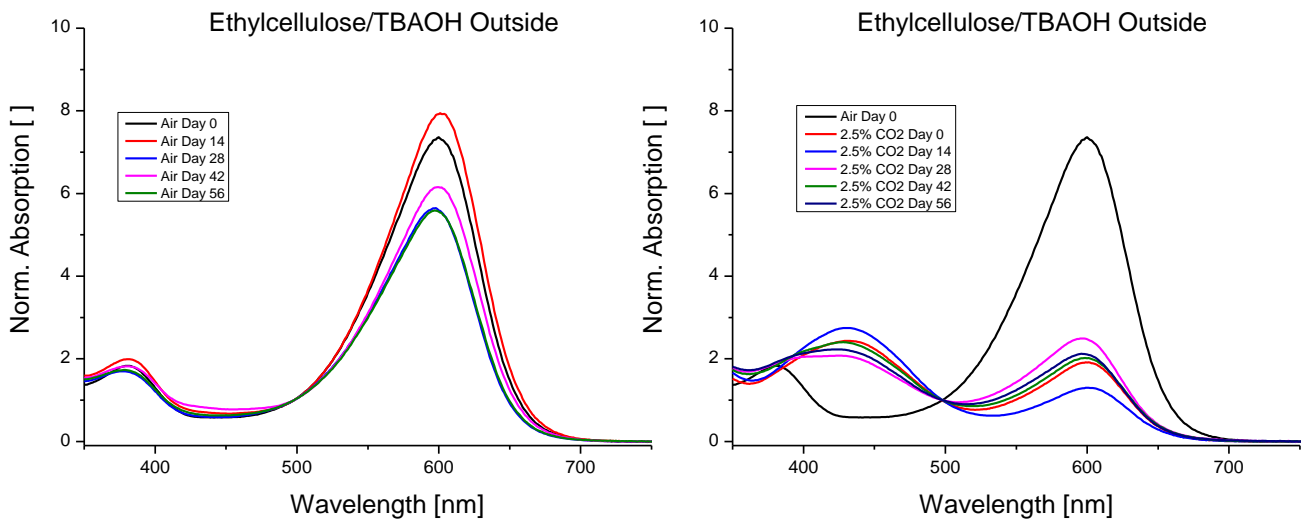 Ethylcellulose/TBAOH Outside
10
8
6
4
2
0
Norm. Absorption [ ]
Air Day 0
Air Day 14
Air Day 28
Air Day 42
Air Day 56
400
500
600
700
Wavelength [nm]
Ethylcellulose/TBAOH Outside
10
8
6
4
2
0
Norm. Absorption [ ]
Air Day 0
2.5% CO2 Day 0
2.5% CO2 Day 14
2.5% CO2 Day 28
2.5% CO2 Day 42
2.5% CO2 Day 56
400
500
600
700
Wavelength [nm]